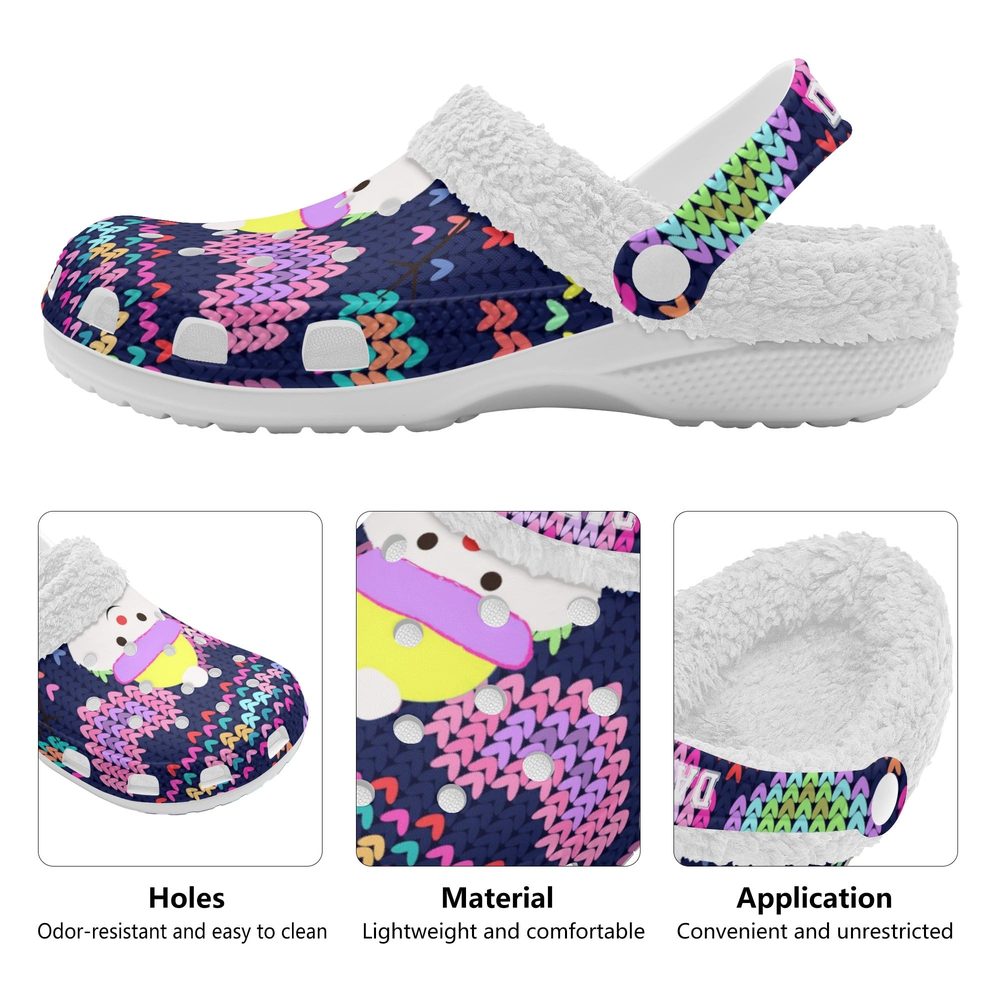 Holes
Odor-resistant and easy to clean
Material
Lightweight and comfortable
Application
Convenient and unrestricted